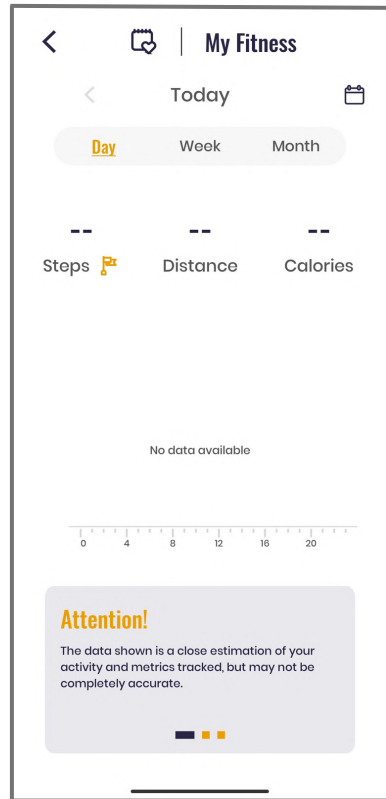 My Fitness
Today
Day Week Month
-- -- --
Steps Distance Calories
No data available
0 4 8 12 16 20
Attention!
The data shown is a close estimation of your
activity and metrics tracked, but may not be
completely accurate.